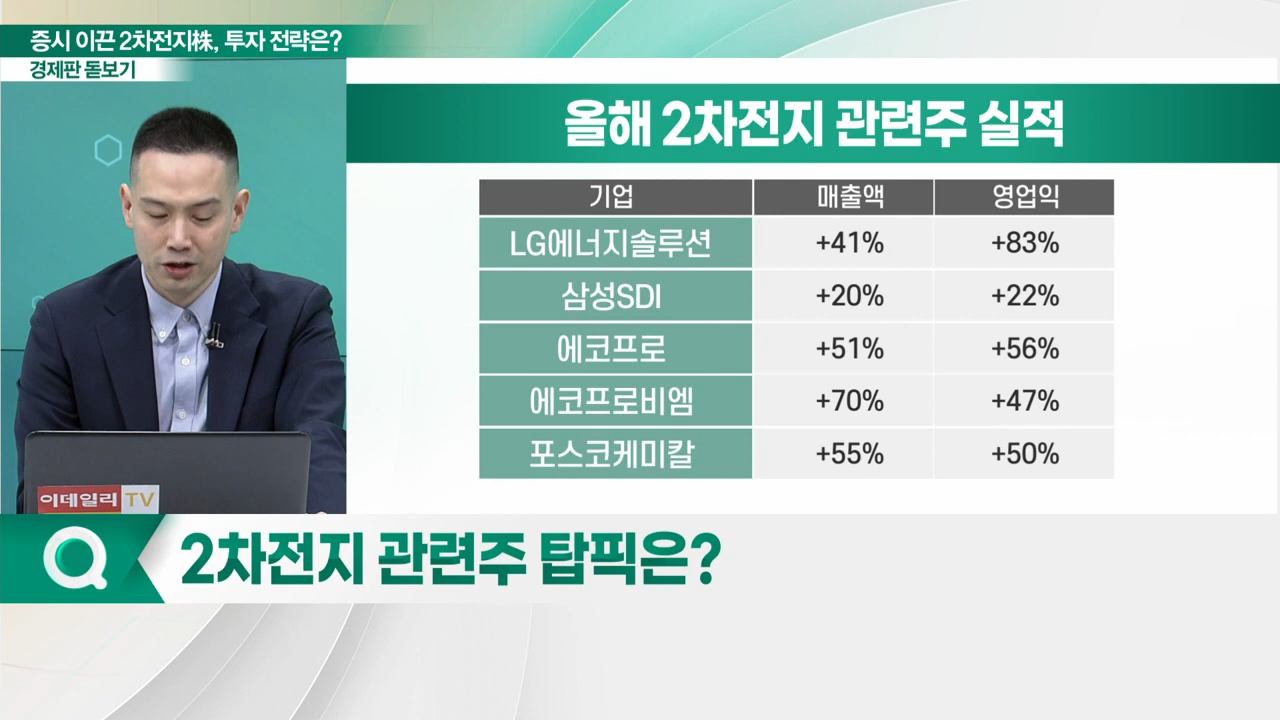 증시 이끈 2차전지株, 투자 전략은?
경제판 돋보기
올해 2차전지 관련주 실적
기업 매출액 영업익
LG에너지솔루션 +41% +83%
삼성SDI +20% +22%
에코프로 +51% +56%
에코프로비엠 +70% +47%
포스코케미칼 +55% +50%
이데일리TV
2차전지 관련주 탑픽은?